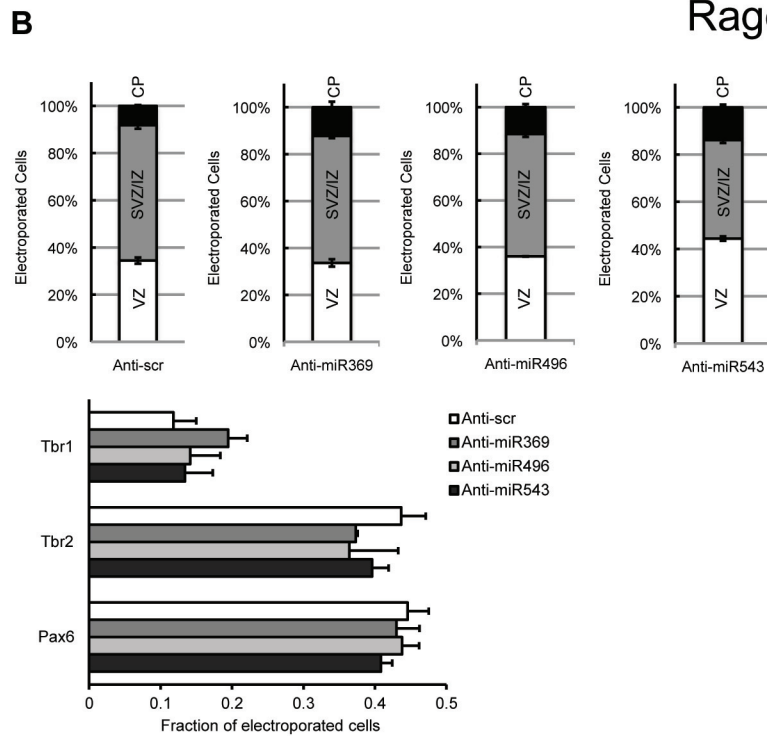 B
Rage
Electroporated Cells
100%
80%
60%
40%
20%
0%
CP
SVZ/IZ
VZ
Anti-scr
Electroporated Cells
100%
80%
60%
40%
20%
0%
CP
SVZ/IZ
VZ
Anti-miR369
Electroporated Cells
100%
80%
60%
40%
20%
0%
CP
SVZ/IZ
VZ
Anti-miR496
Electroporated Cells
100%
80%
60%
40%
20%
0%
CP
SVZ/IZ
VZ
Anti-miR543
Tbr1
Tbr2
Pax6
Anti-scr
Anti-miR369
Anti-miR496
Anti-miR543
0 0.1 0.2 0.3 0.4 0.5
Fraction of electroporated cells